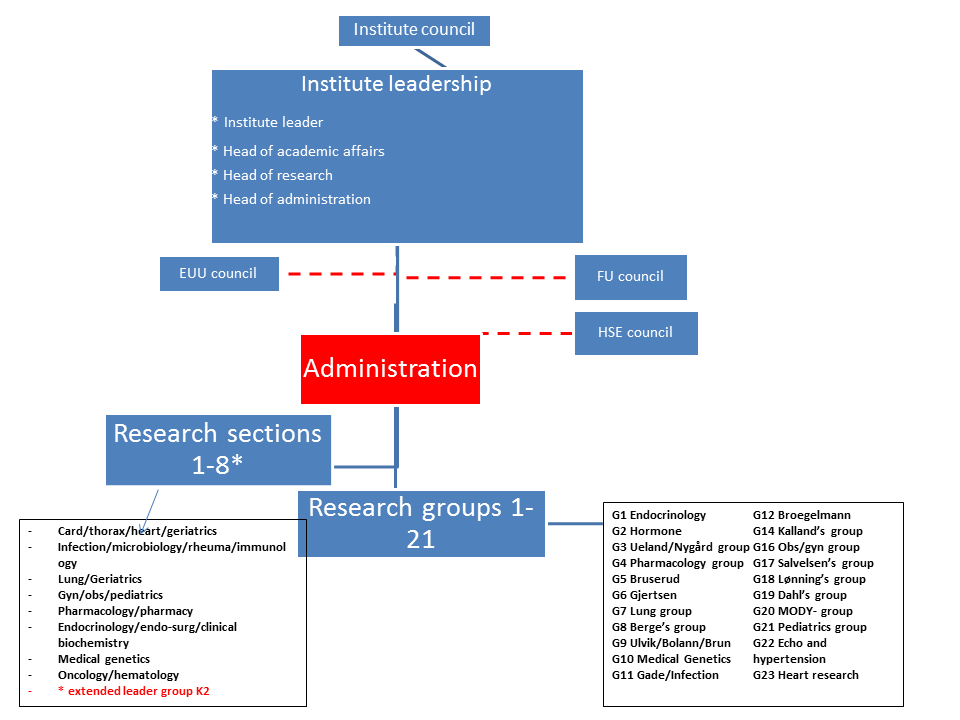 Institute council
Institute leadership
* Institute leader
* Head of academic affairs
* Head of research
* Head of administration
EUU council
FU council
HSE council
Administration
Research sections
1-8*
Research groups 1-
21
- Card/thorax/heart/geriatrics
- Infection/microbiology/rheuma/immunol
ogy
- Lung/Geriatrics
- Gyn/obs/pediatrics
- Pharmacology/pharmacy
- Endocrinology/endo-surg/clinical
biochemistry
- Medical genetics
- Oncology/hematology
- * extended leader group K2
G1 Endocrinology
G2 Hormone
G3 Ueland/Nygård group
G4 Pharmacology group
G5 Bruserud
G6 Gjertsen
G7 Lung group
G8 Berge's group
G9 Ulvik/Bolann/Brun
G10 Medical Genetics
G11 Gade/Infection
G12 Broegelmann
G14 Kalland's group
G16 Obs/gyn group
G17 Salvelsen's group
G18 Lønning's group
G19 Dahl's group
G20 MODY- group
G21 Pediatrics group
G22 Echo and
hypertension
G23 Heart research